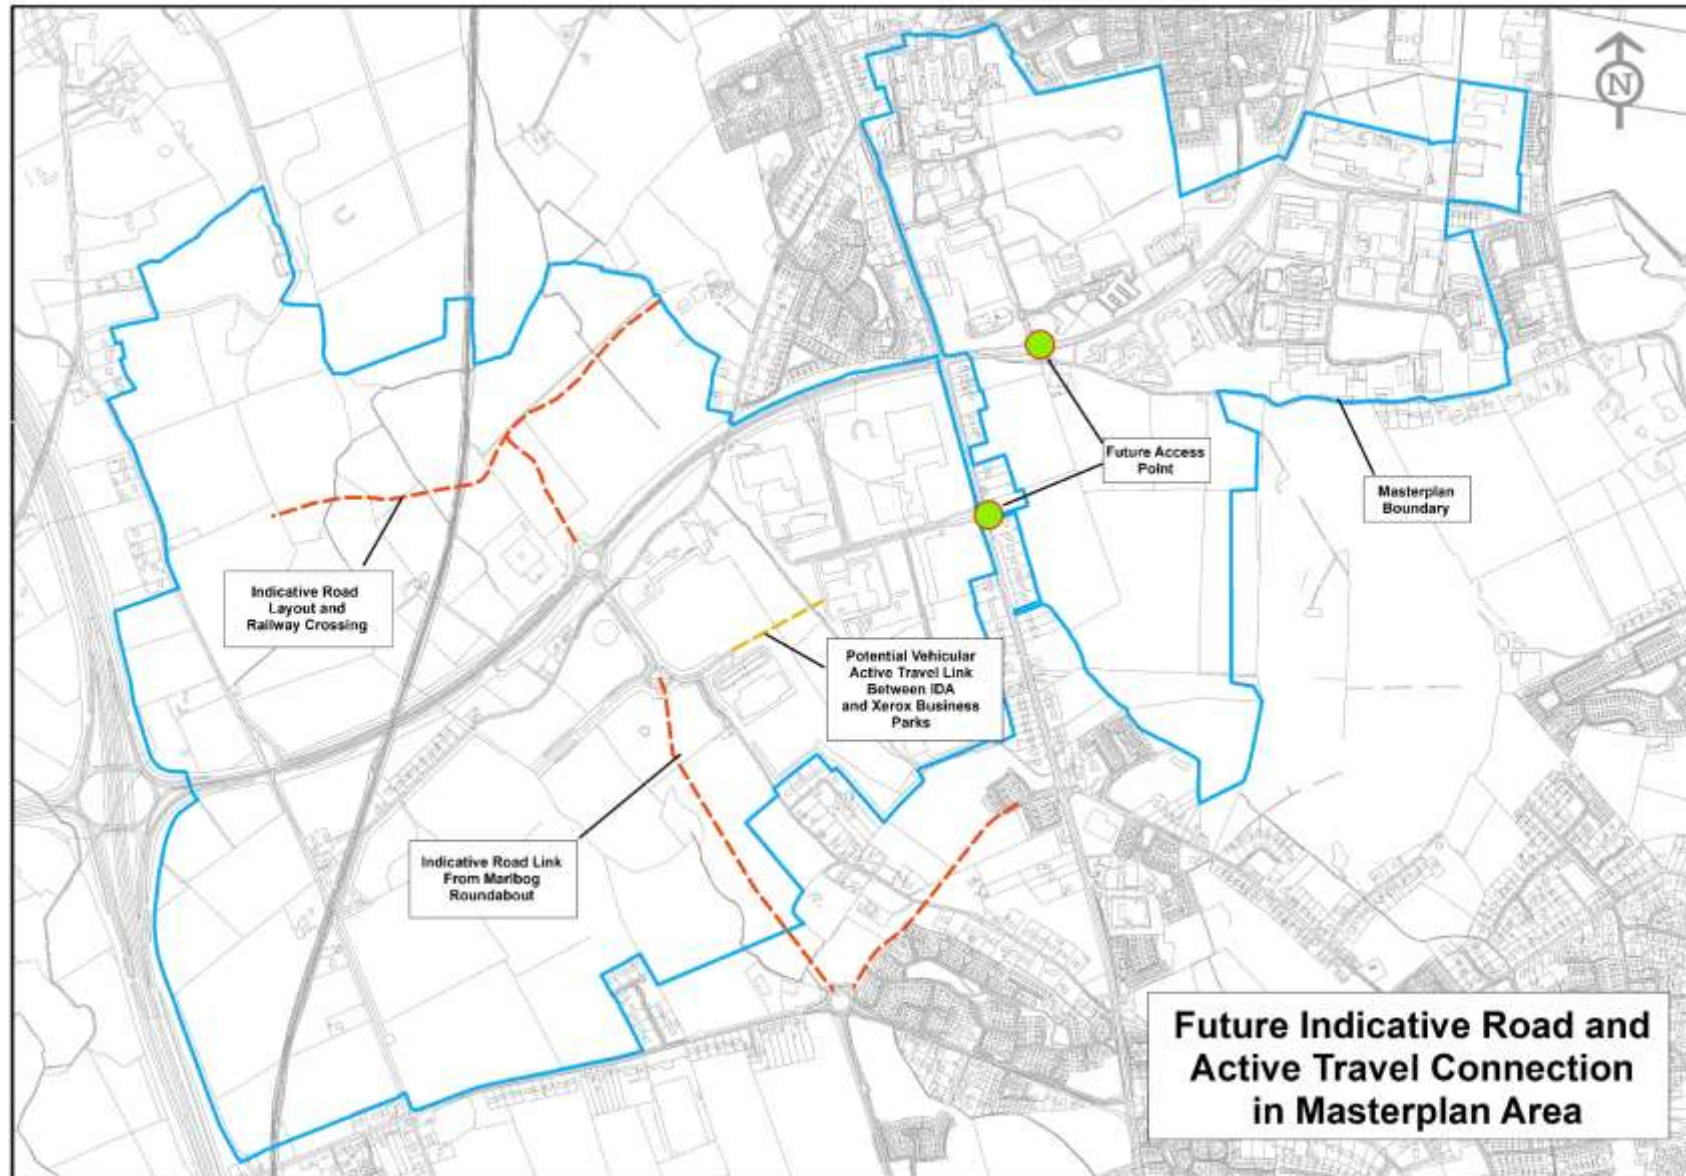 N
Future Access
Point
Masterplan
Boundary
Indicative Road
Layout and
Railway Crossing
Potential Vehicular
Active Travel Link
Between IDA
and Xerox Business
Parks
Indicative Road Link
From Marlbog
Roundabout
Future Indicative Road and
Active Travel Connection
in Masterplan Area